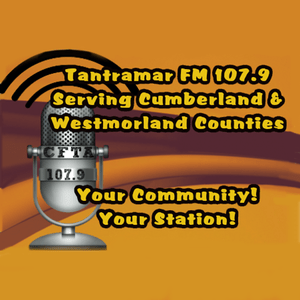 Tantramar FM 107.9
Serving Cumberland &
Westmorland Counties
CFTA
107.9
Your Community!
Your Station!